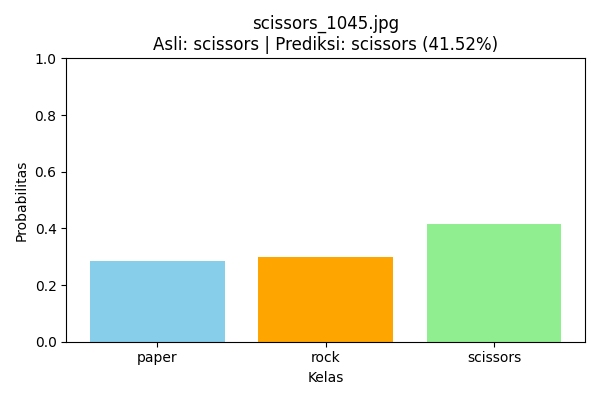 scissors_1045.jpg
Asli: scissors | Prediksi: scissors (41.52%)
1.0
0.8
0.6
0.4
0.2
0.0
Probabilitas
paper rock scissors
Kelas